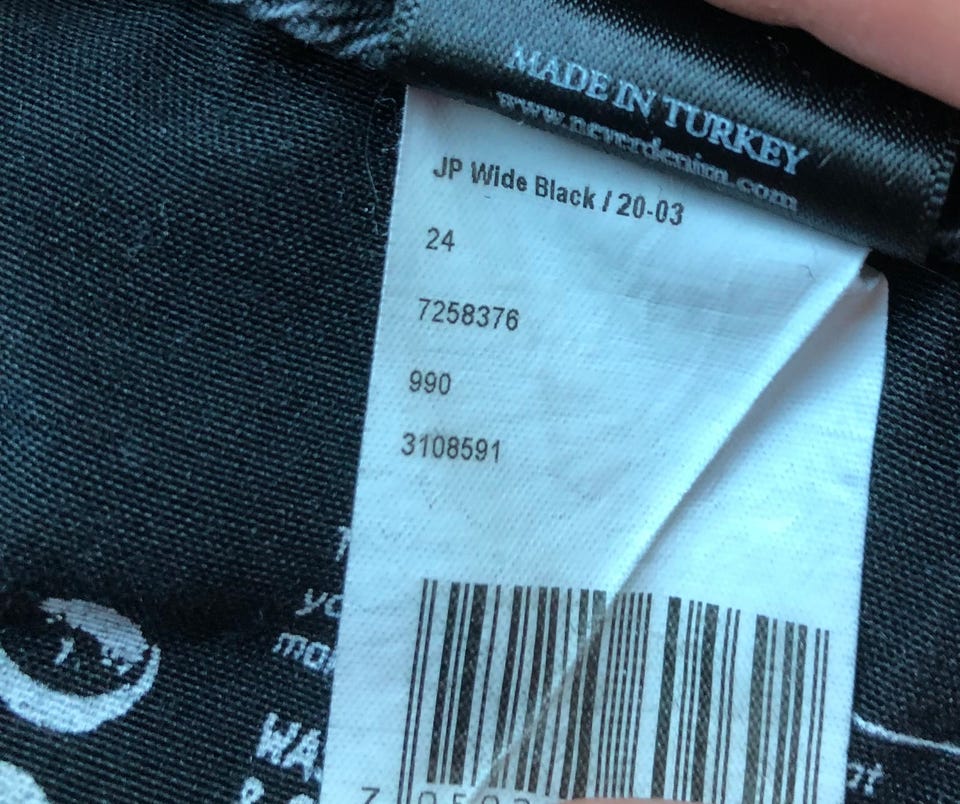 MADE IN TURKEY
www.neverdenim.com
JP Wide Black / 20-03
24
7258376
990
3108591